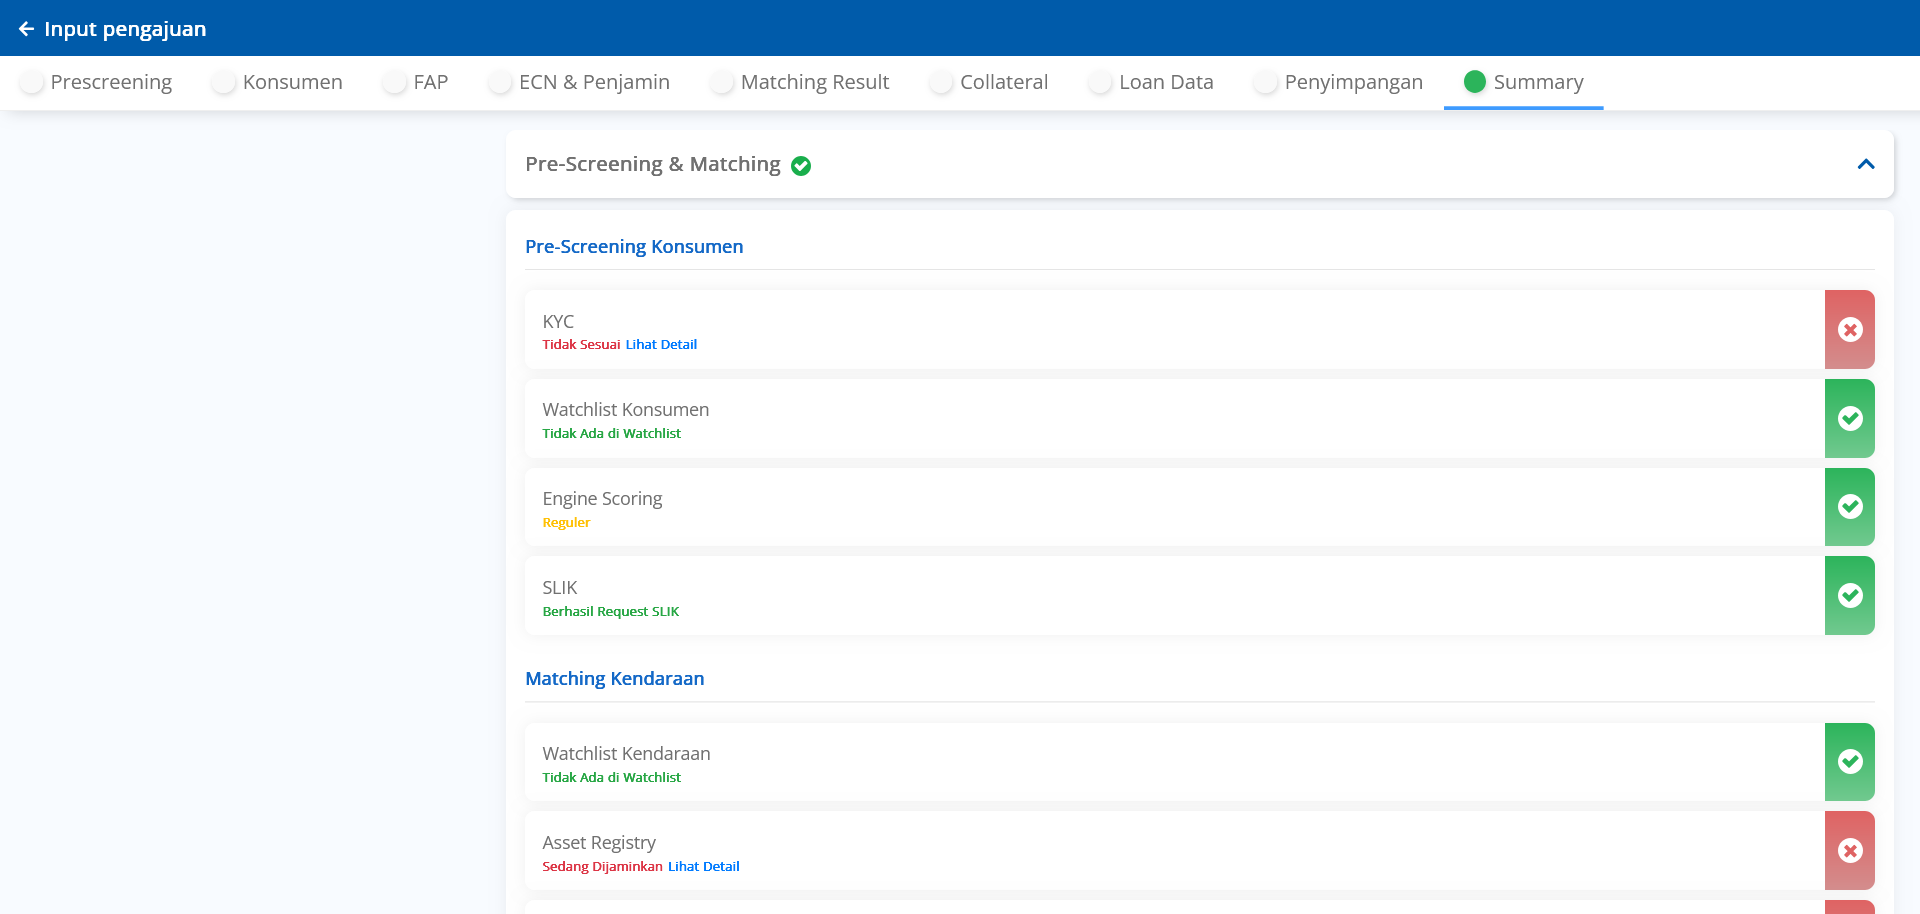 Input pengajuan
Prescreening Konsumen FAP ECN & Penjamin Matching Result Collateral Loan Data Penyimpangan Summary
Pre-Screening & Matching
Pre-Screening Konsumen
KYC
Tidak Sesuai Lihat Detail
Watchlist Konsumen
Tidak Ada di Watchlist
Engine Scoring
Reguler
SLIK
Berhasil Request SLIK
Matching Kendaraan
Watchlist Kendaraan
Tidak Ada di Watchlist
Asset Registry
Sedang Dijaminkan Lihat Detail